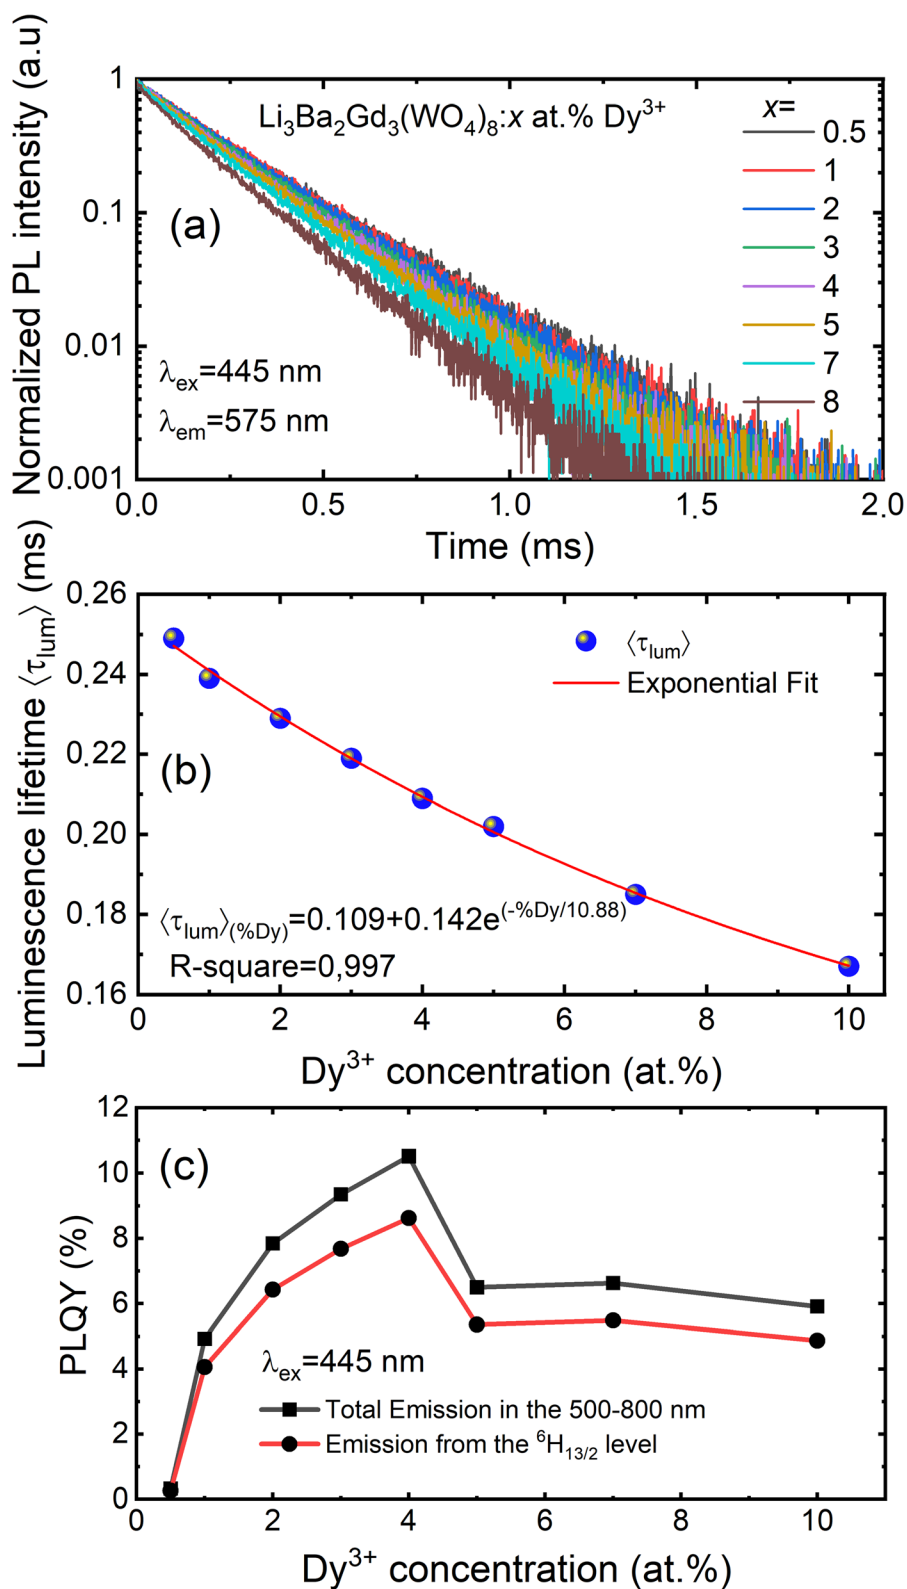 Normalized PL intensity (a.u)
1
0.1
0.01
0.001
Li₃Ba₂Gd₃(WO₄)₈:x at.% Dy³⁺
(a)
x=
0.5
1
2
3
4
5
7
8
λex=445 nm
λem=575 nm
0.0 0.5 1.0 1.5 2.0
Time (ms)
Luminescence lifetime ⟨τlum⟩ (ms)
0.26
0.24
0.22
0.20
0.18
0.16
⟨τlum⟩
Exponential Fit
(b)
⟨τlum⟩(%Dy)=0.109+0.142e(-%Dy/10.88)
R-square=0,997
0 2 4 6 8 10
Dy³⁺ concentration (at.%)
PLQY (%)
12
10
8
6
4
2
0
(c)
λex=445 nm
Total Emission in the 500-800 nm
Emission from the ⁶H₁₃/₂ level
0 2 4 6 8 10
Dy³⁺ concentration (at.%)